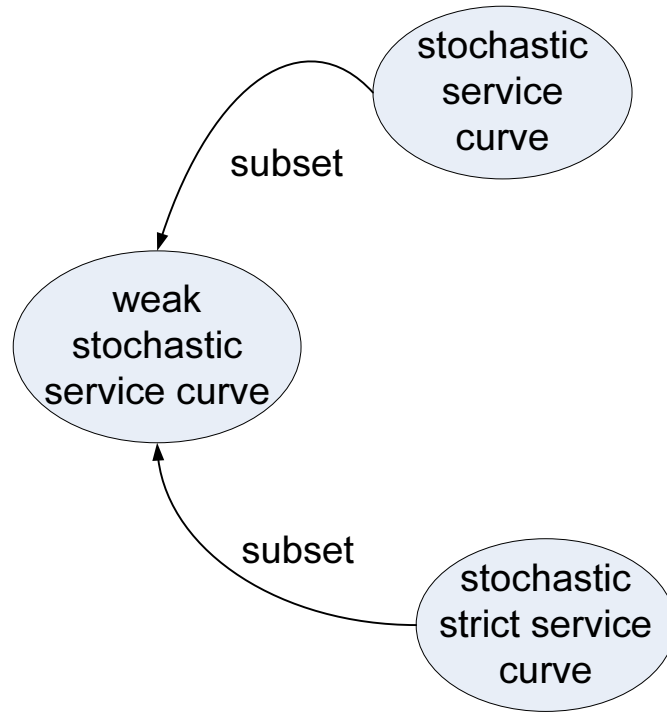 stochastic
service
curve
subset
weak
stochastic
service curve
subset
stochastic
strict service
curve